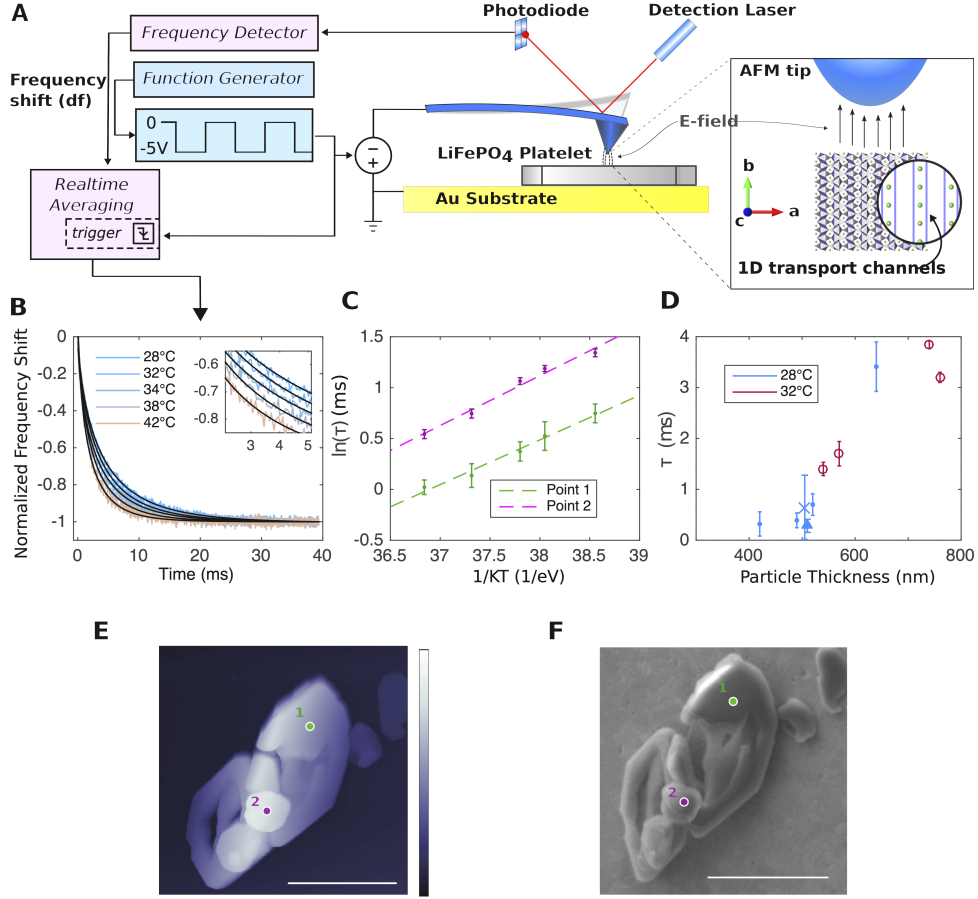 A
Photodiode
Detection Laser
Frequency Detector
Frequency
shift (df)
Function Generator
0
-5V
−
+
Realtime
Averaging
trigger
LiFePO4 Platelet
Au Substrate
E-field
AFM tip
b
c
a
1D transport channels
B
Normalized Frequency Shift
0
-0.2
-0.4
-0.6
-0.8
-1
28°C
32°C
34°C
38°C
42°C
-0.6
-0.7
-0.8
3
4
5
0
10
20
30
40
Time (ms)
C
ln(τ) (ms)
1.5
1
0.5
0
-0.5
Point 1
Point 2
36.5
37
37.5
38
38.5
39
1/KT (1/eV)
D
τ (ms)
4
3
2
1
0
28°C
32°C
400
600
800
Particle Thickness (nm)
E
1
2
F
1
2